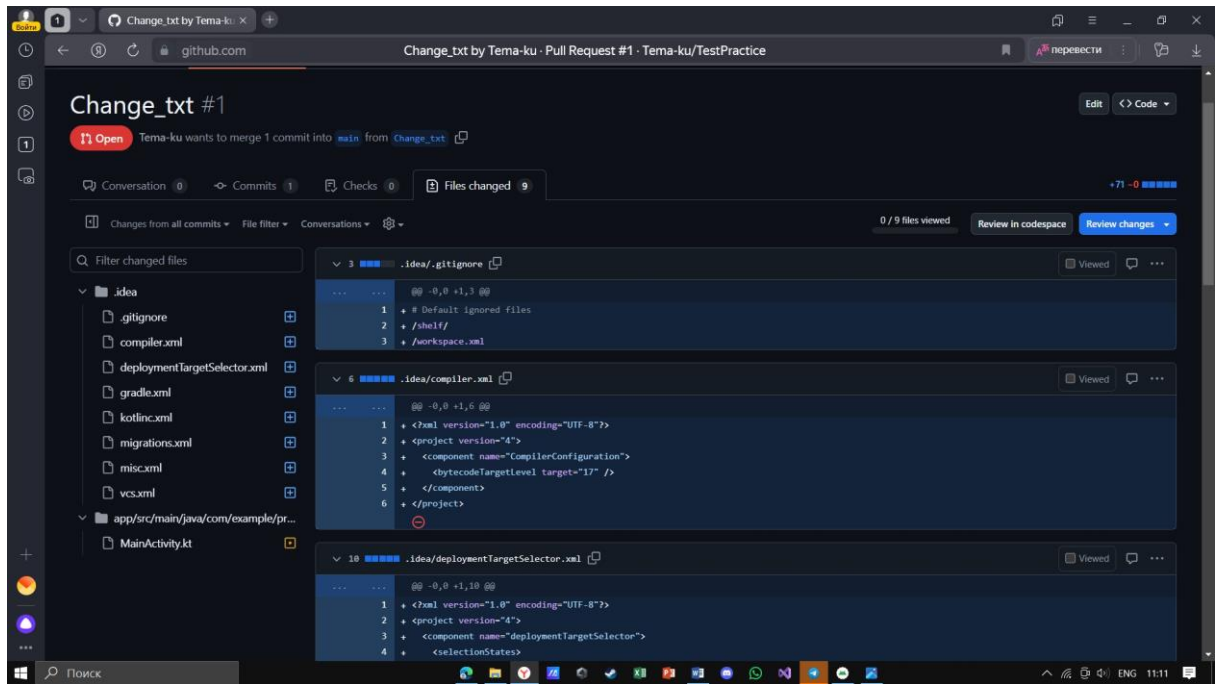 Войти
1
Change_txt by Tema-ku
github.com
Change_txt by Tema-ku · Pull Request #1 · Tema-ku/TestPractice
перевести
1
Change_txt #1
Edit
<> Code
Open
Tema-ku wants to merge 1 commit into main from Change_txt
Conversation 0
Commits 1
Checks 0
Files changed 9
+71 −0
Changes from all commits
File filter
Conversations
0 / 9 files viewed
Review in codespace
Review changes
Filter changed files
.idea
.gitignore
compiler.xml
deploymentTargetSelector.xml
gradle.xml
kotlinc.xml
migrations.xml
misc.xml
vcs.xml
app/src/main/java/com/example/pr...
MainActivity.kt
3 .idea/.gitignore
Viewed
... ... @@ -0,0 +1,3 @@
1 + # Default ignored files
2 + /shelf/
3 + /workspace.xml
6 .idea/compiler.xml
Viewed
... ... @@ -0,0 +1,6 @@
1 + <?xml version="1.0" encoding="UTF-8"?>
2 + <project version="4">
3 + <component name="CompilerConfiguration">
4 + <bytecodeTargetLevel target="17" />
5 + </component>
6 + </project>
10 .idea/deploymentTargetSelector.xml
Viewed
... ... @@ -0,0 +1,10 @@
1 + <?xml version="1.0" encoding="UTF-8"?>
2 + <project version="4">
3 + <component name="deploymentTargetSelector">
4 + <selectionStates>
Поиск
ENG
11:11